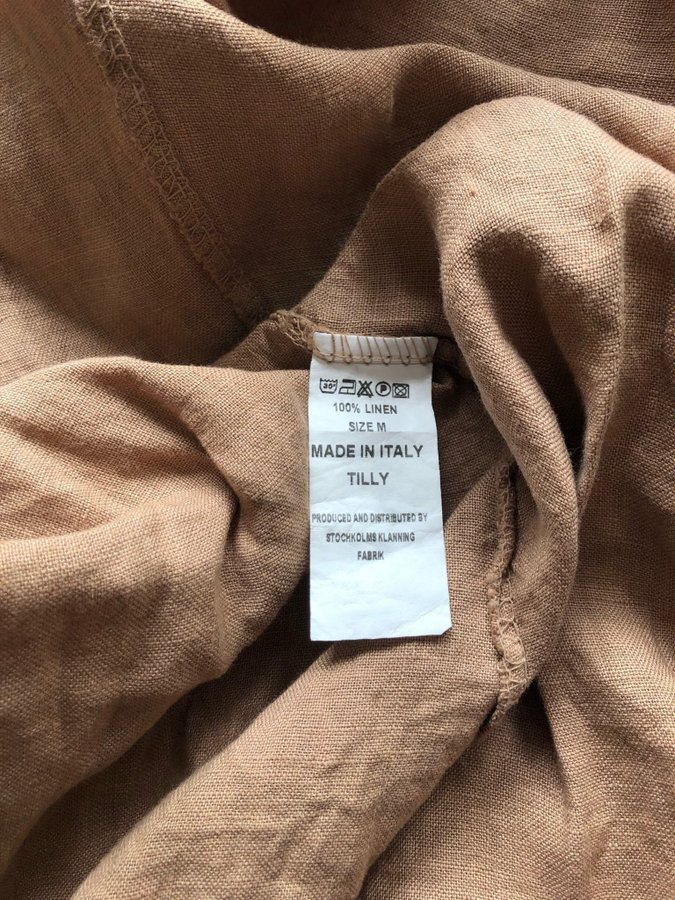 30°
P
100% LINEN
SIZE M
MADE IN ITALY
TILLY
PRODUCED AND DISTRIBUTED BY
STOCHKOLMS KLANNING
FABRIK